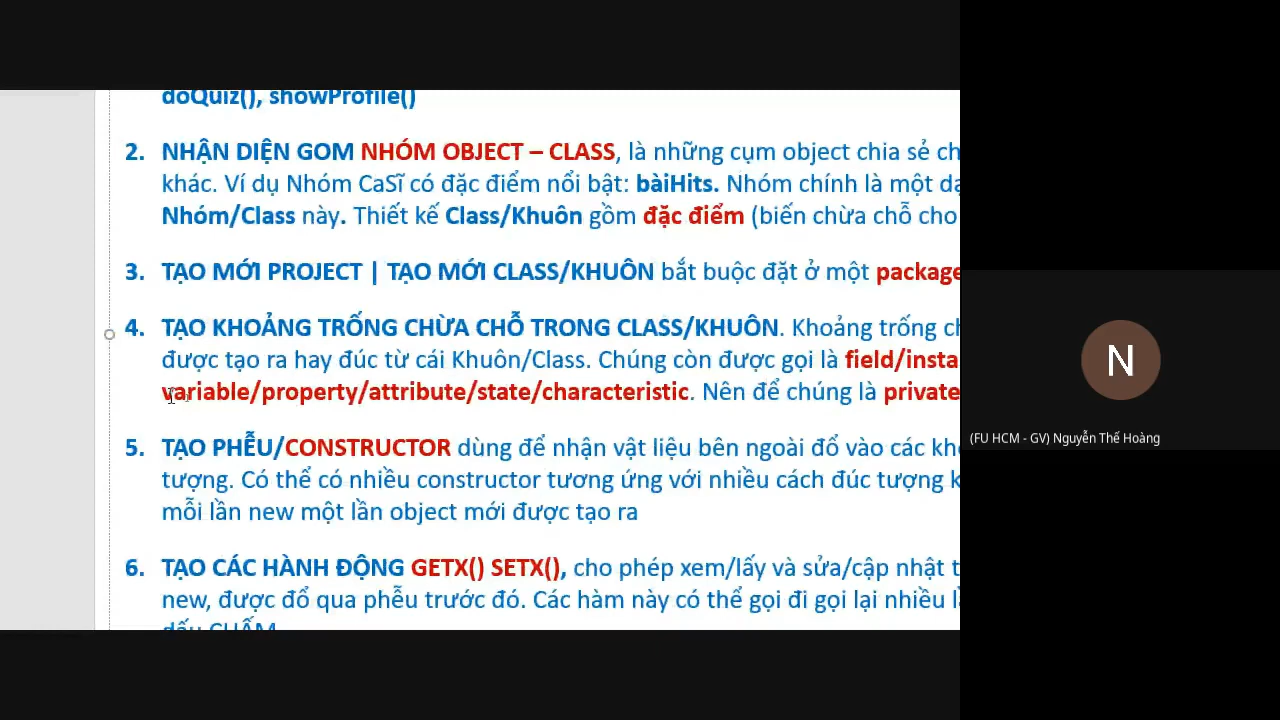 doQuiz(), showProfile()
2. NHẬN DIỆN GOM NHÓM OBJECT – CLASS, là những cụm object chia sẻ ch
khác. Ví dụ Nhóm CaSĩ có đặc điểm nổi bật: bàiHits. Nhóm chính là một dạ
Nhóm/Class này. Thiết kế Class/Khuôn gồm đặc điểm (biến chừa chỗ cho
3. TẠO MỚI PROJECT | TẠO MỚI CLASS/KHUÔN bắt buộc đặt ở một package
4. TẠO KHOẢNG TRỐNG CHỪA CHỖ TRONG CLASS/KHUÔN. Khoảng trống ch
được tạo ra hay đúc từ cái Khuôn/Class. Chúng còn được gọi là field/insta
variable/property/attribute/state/characteristic. Nên để chúng là private
5. TẠO PHỄU/CONSTRUCTOR dùng để nhận vật liệu bên ngoài đổ vào các kho
tượng. Có thể có nhiều constructor tương ứng với nhiều cách đúc tượng k
mỗi lần new một lần object mới được tạo ra
6. TẠO CÁC HÀNH ĐỘNG GETX() SETX(), cho phép xem/lấy và sửa/cập nhật t
new, được đổ qua phễu trước đó. Các hàm này có thể gọi đi gọi lại nhiều l
dấu CHẤM
N
(FU HCM - GV) Nguyễn Thế Hoàng